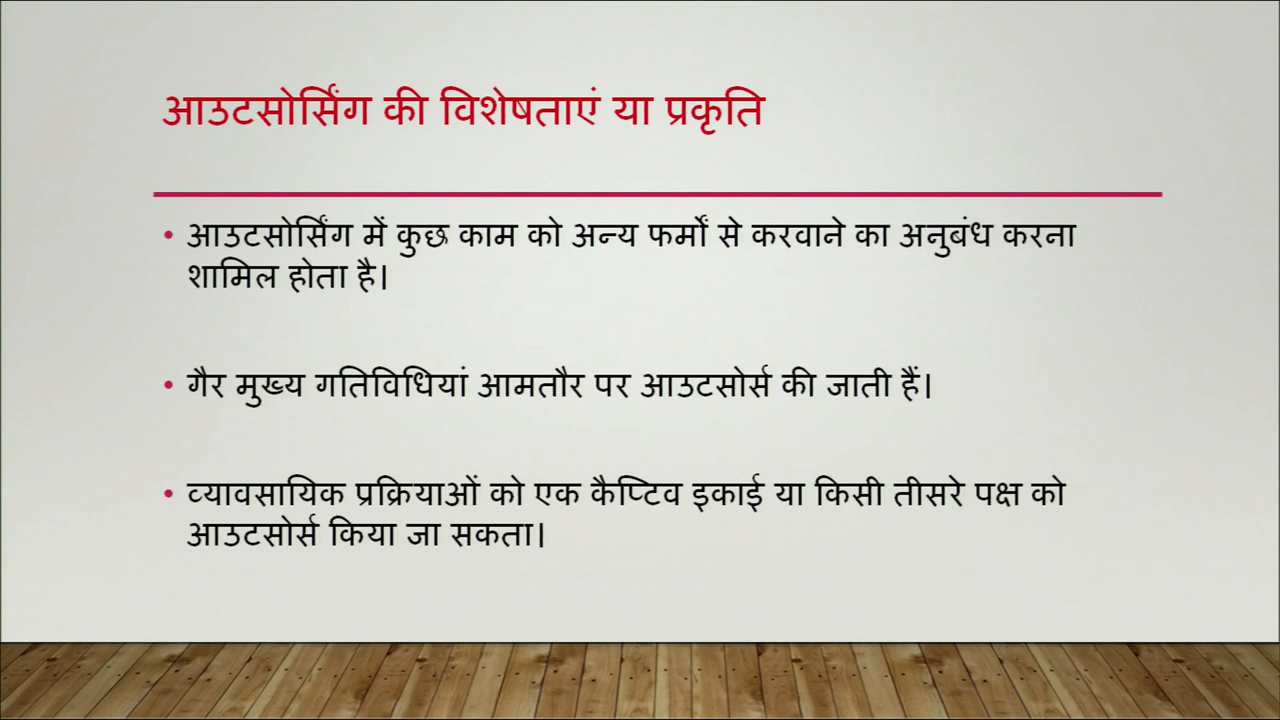 आउटसोर्सिंग की विशेषताएं या प्रकृति
• आउटसोर्सिंग में कुछ काम को अन्य फर्मों से करवाने का अनुबंध करना
शामिल होता है।
• गैर मुख्य गतिविधियां आमतौर पर आउटसोर्स की जाती हैं।
• व्यावसायिक प्रक्रियाओं को एक कैप्टिव इकाई या किसी तीसरे पक्ष को
आउटसोर्स किया जा सकता।